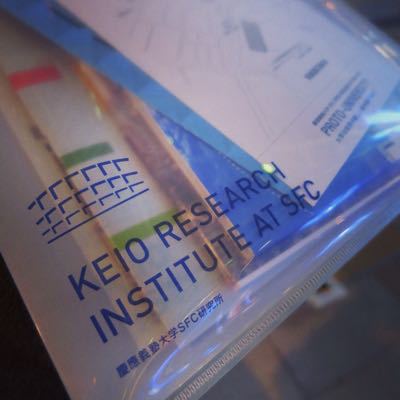 PROTO-UNIVERSITY
KEIO RESEARCH
INSTITUTE AT SFC
慶應義塾大学SFC研究所